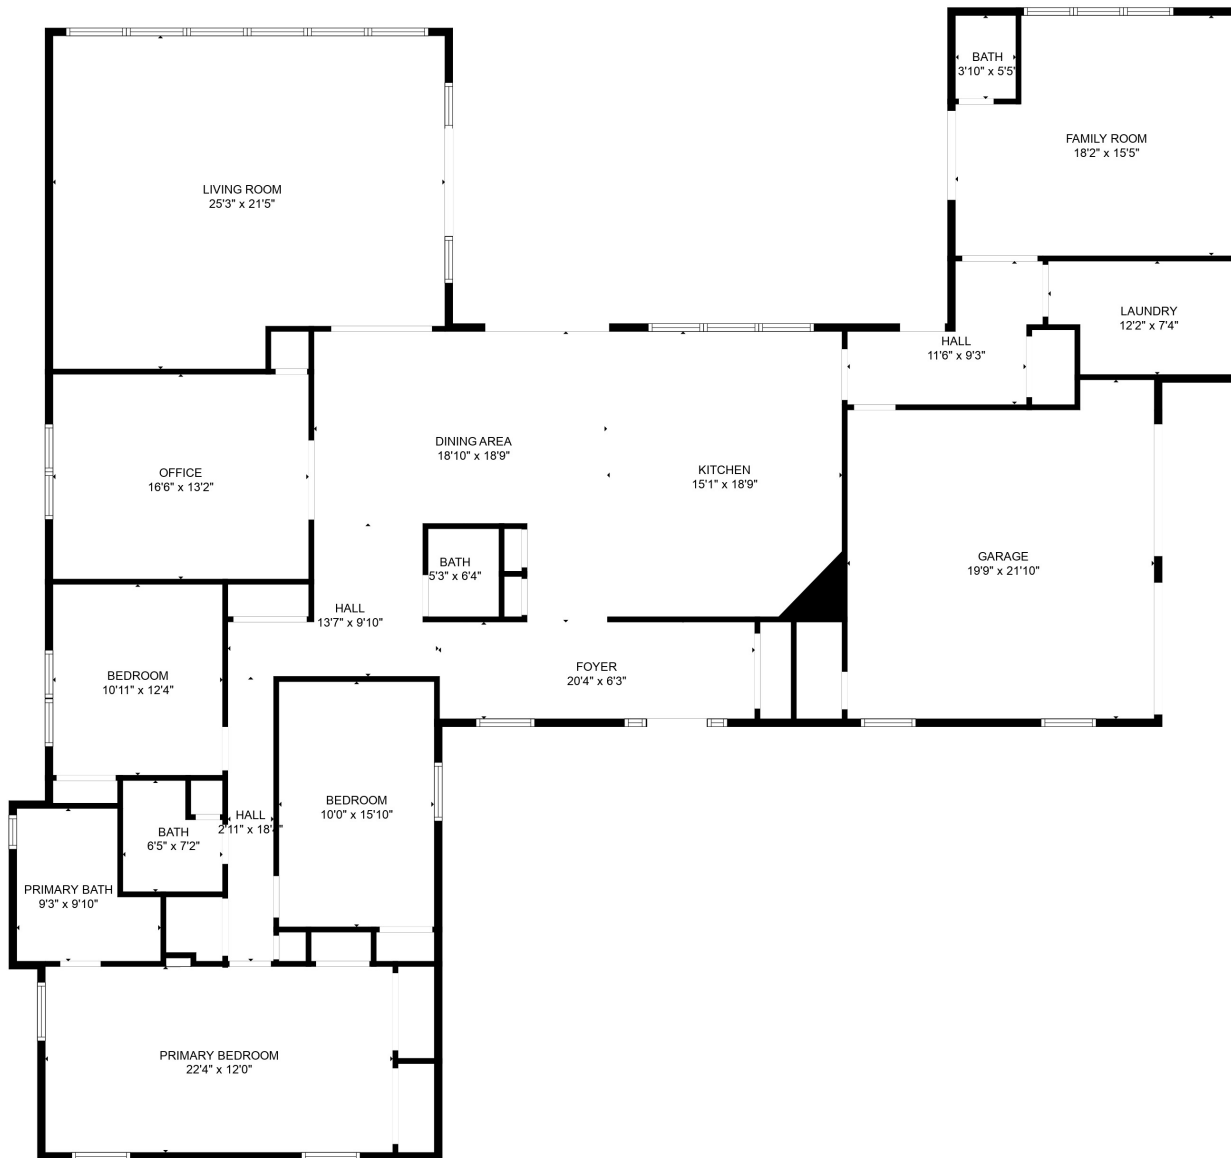 BATH
3'10" x 5'5"
FAMILY ROOM
18'2" x 15'5"
LIVING ROOM
25'3" x 21'5"
LAUNDRY
12'2" x 7'4"
HALL
11'6" x 9'3"
DINING AREA
18'10" x 18'9"
KITCHEN
15'1" x 18'9"
OFFICE
16'6" x 13'2"
BATH
5'3" x 6'4"
GARAGE
19'9" x 21'10"
HALL
13'7" x 9'10"
FOYER
20'4" x 6'3"
BEDROOM
10'11" x 12'4"
BEDROOM
10'0" x 15'10"
HALL
2'11" x 18'4"
BATH
6'5" x 7'2"
PRIMARY BATH
9'3" x 9'10"
PRIMARY BEDROOM
22'4" x 12'0"